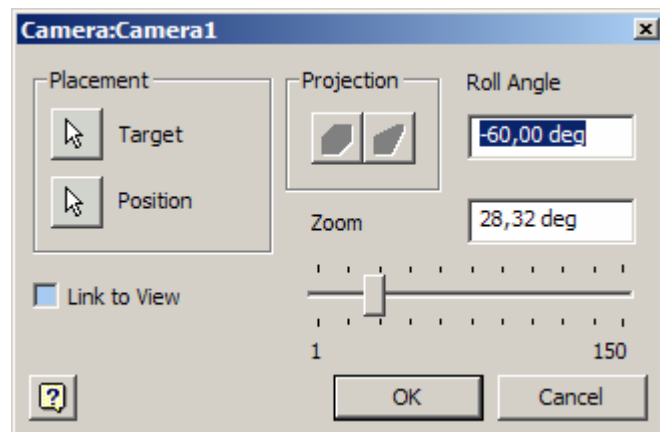 Camera:Camera1
Placement
Target
Position
Projection
Roll Angle
-60,00 deg
Zoom
28,32 deg
Link to View
1
150
?
OK
Cancel